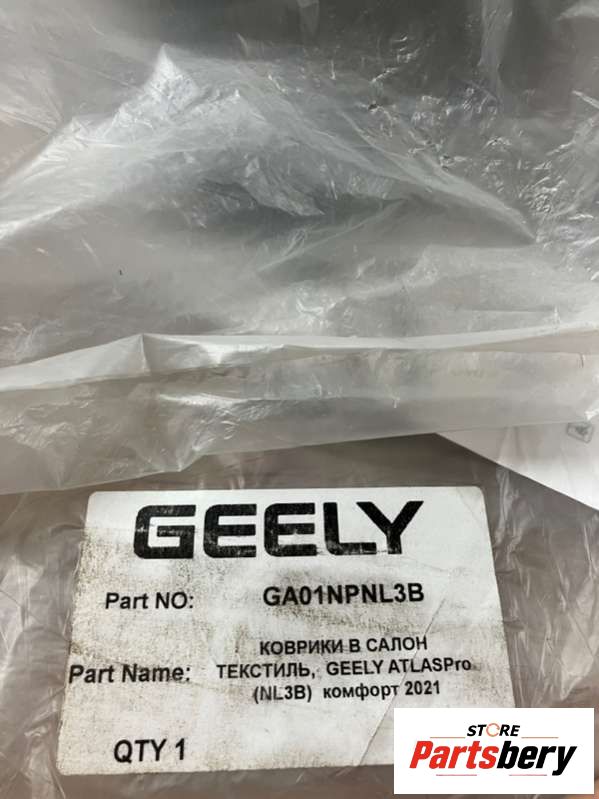 GEELY
Part NO: GA01NPNL3B
КОВРИКИ В САЛОН
Part Name: ТЕКСТИЛЬ, GEELY ATLASPro
(NL3B) комфорт 2021
QTY 1
STORE
Partsbery